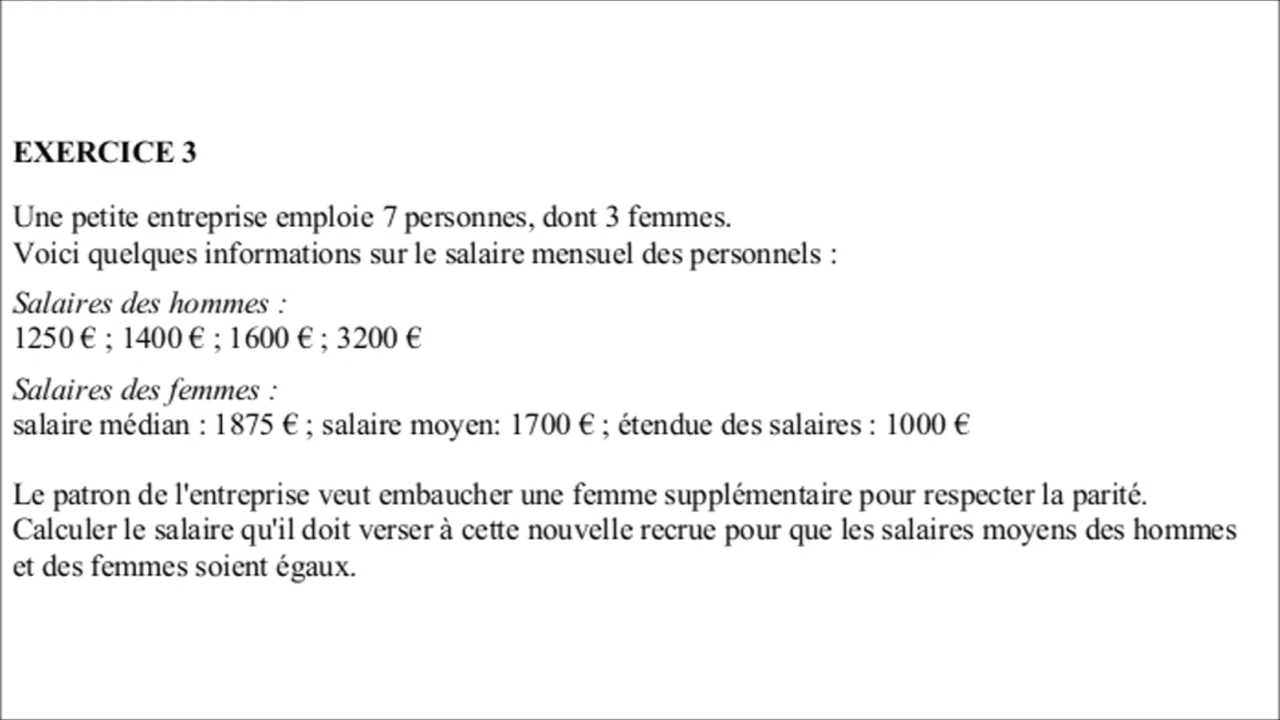 EXERCICE 3
Une petite entreprise emploie 7 personnes, dont 3 femmes.
Voici quelques informations sur le salaire mensuel des personnels :
Salaires des hommes :
1250 € ; 1400 € ; 1600 € ; 3200 €
Salaires des femmes :
salaire médian : 1875 € ; salaire moyen: 1700 € ; étendue des salaires : 1000 €
Le patron de l'entreprise veut embaucher une femme supplémentaire pour respecter la parité.
Calculer le salaire qu'il doit verser à cette nouvelle recrue pour que les salaires moyens des hommes
et des femmes soient égaux.